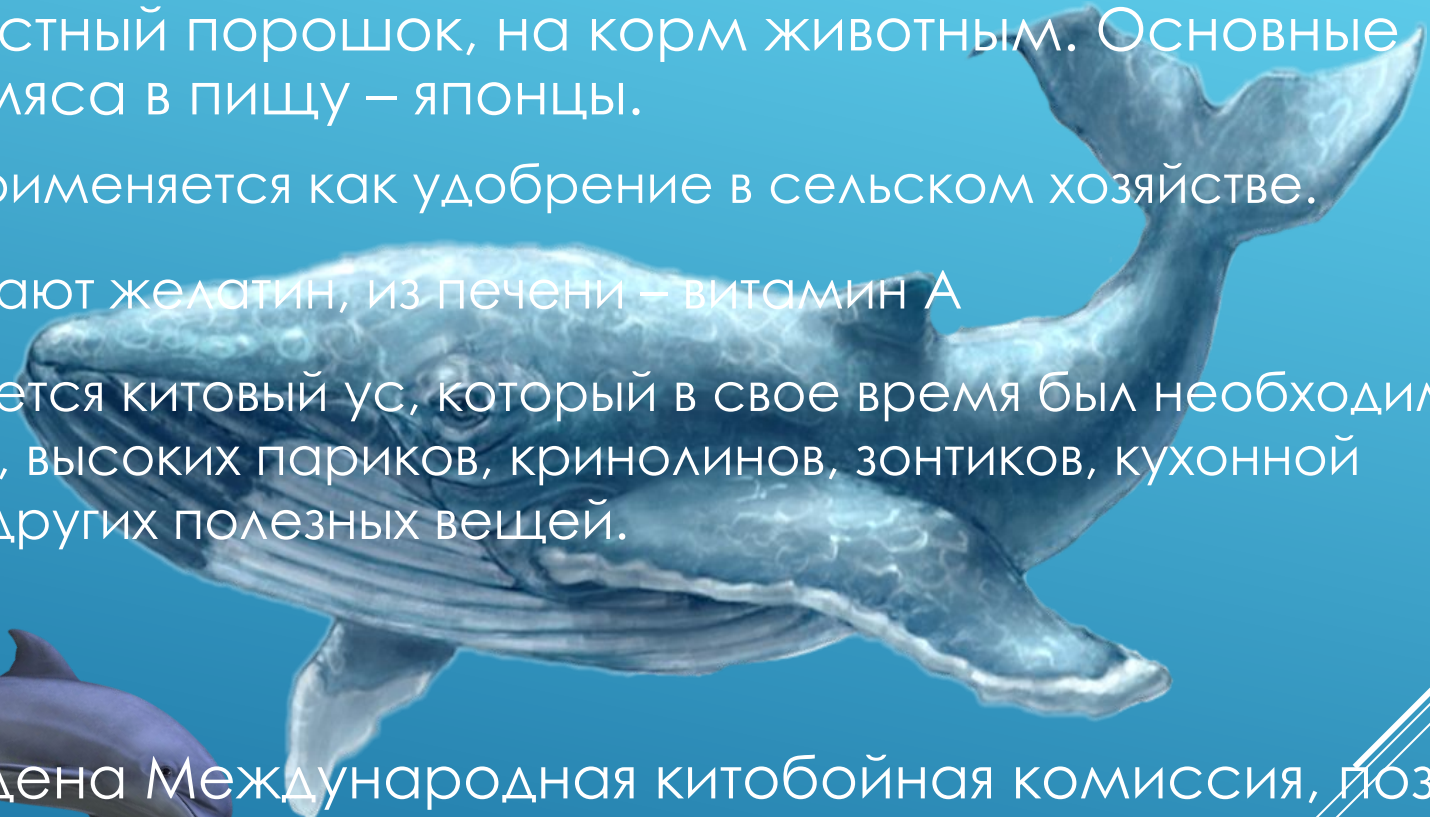 стный порошок, на корм животным. Основные
мяса в пищу – японцы.
рименяется как удобрение в сельском хозяйстве.
ают желатин, из печени – витамин А
ется китовый ус, который в свое время был необходим
, высоких париков, кринолинов, зонтиков, кухонной
других полезных вещей.
дена Международная китобойная комиссия, поз